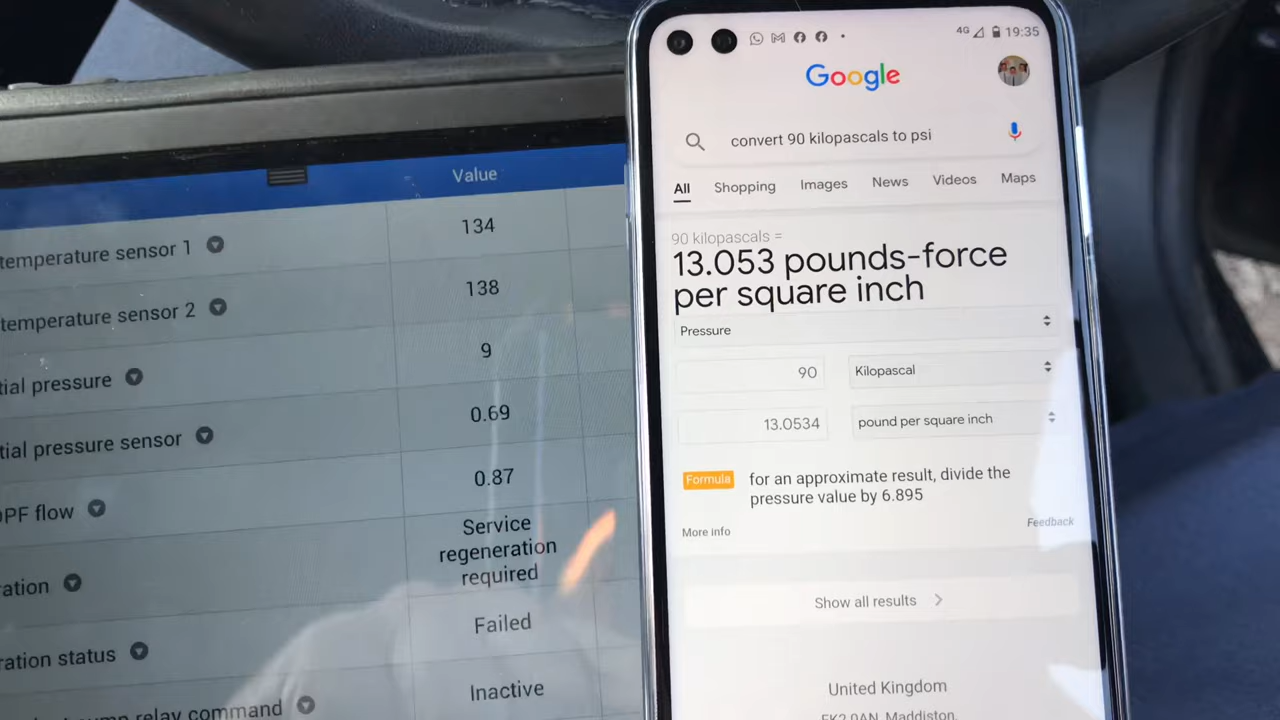 Value
temperature sensor 1
134
temperature sensor 2
138
tial pressure
9
tial pressure sensor
0.69
PF flow
0.87
ration
Service
regeneration
required
ration status
Failed
relay command
Inactive
4G 19:35
Google
convert 90 kilopascals to psi
All Shopping Images News Videos Maps
90 kilopascals =
13.053 pounds-force
per square inch
Pressure
90 Kilopascal
13.0534 pound per square inch
Formula for an approximate result, divide the
pressure value by 6.895
More info Feedback
Show all results
United Kingdom
Maddiston,